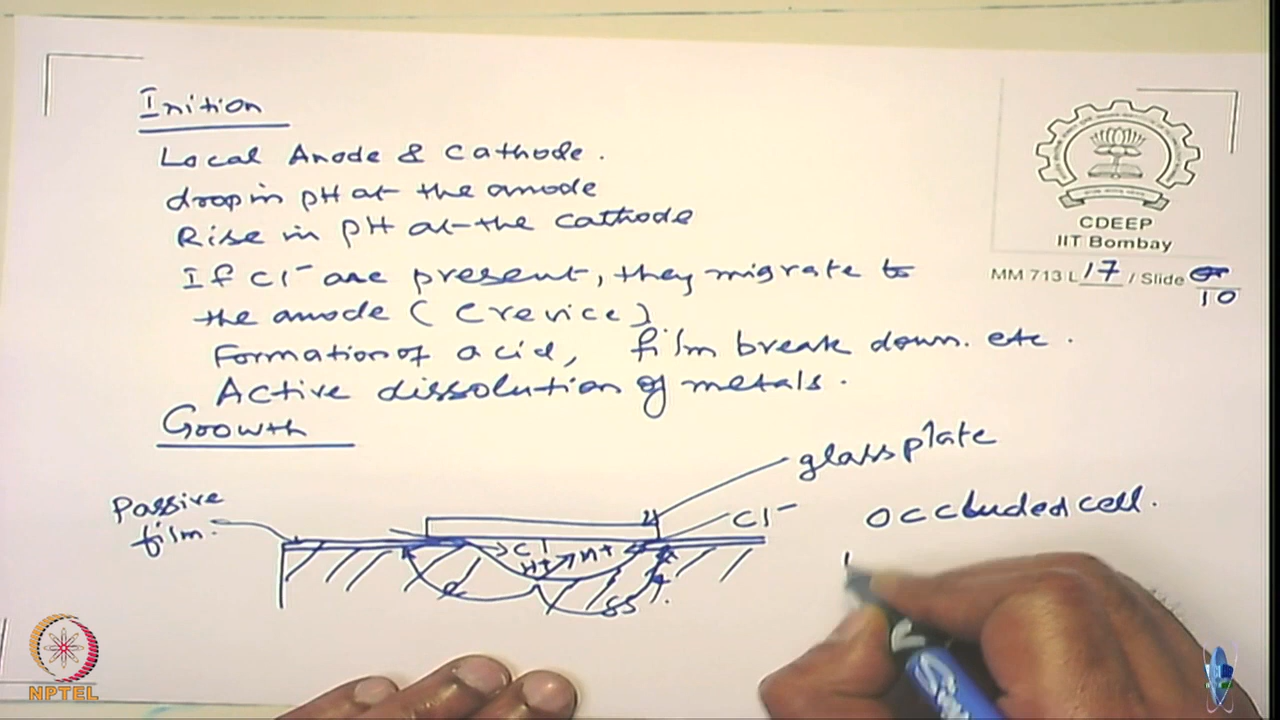 Inition
Local Anode & Cathode.
drop in pH at the anode
Rise in pH at the cathode
If Cl⁻ are present, they migrate to
the anode (Crevice)
Formation of acid, film break down. etc.
Active dissolution of metals.
Growth
glass plate
Passive
film.
Cl⁻
occluded cell.
Cl⁻
H+
M+
e
SS
CDEEP
IIT Bombay
MM 713 L 17 / Slide
10
NPTEL